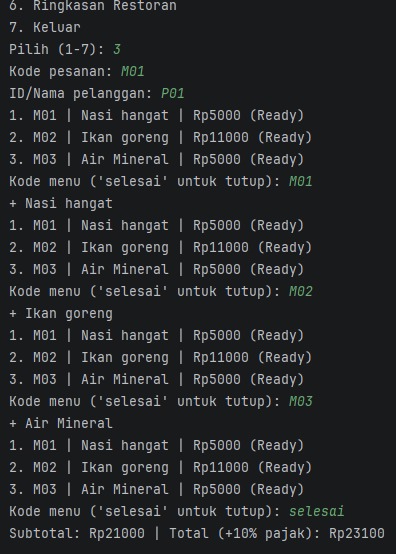 6. Ringkasan Restoran
7. Keluar
Pilih (1-7): 3
Kode pesanan: M01
ID/Nama pelanggan: P01
1. M01 | Nasi hangat | Rp5000 (Ready)
2. M02 | Ikan goreng | Rp11000 (Ready)
3. M03 | Air Mineral | Rp5000 (Ready)
Kode menu ('selesai' untuk tutup): M01
+ Nasi hangat
1. M01 | Nasi hangat | Rp5000 (Ready)
2. M02 | Ikan goreng | Rp11000 (Ready)
3. M03 | Air Mineral | Rp5000 (Ready)
Kode menu ('selesai' untuk tutup): M02
+ Ikan goreng
1. M01 | Nasi hangat | Rp5000 (Ready)
2. M02 | Ikan goreng | Rp11000 (Ready)
3. M03 | Air Mineral | Rp5000 (Ready)
Kode menu ('selesai' untuk tutup): M03
+ Air Mineral
1. M01 | Nasi hangat | Rp5000 (Ready)
2. M02 | Ikan goreng | Rp11000 (Ready)
3. M03 | Air Mineral | Rp5000 (Ready)
Kode menu ('selesai' untuk tutup): selesai
Subtotal: Rp21000 | Total (+10% pajak): Rp23100